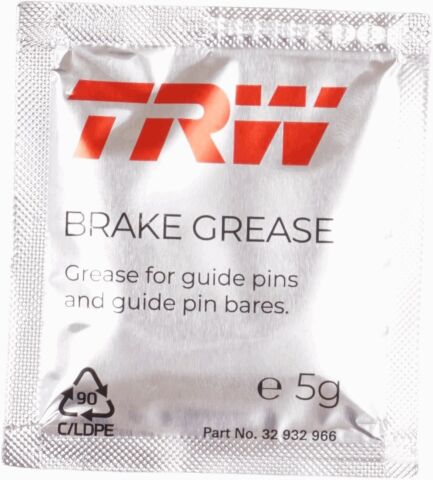 TRW
BRAKE GREASE
Grease for guide pins
and guide pin bares.
90
C/LDPE
℮ 5g
Part No. 32 932 966